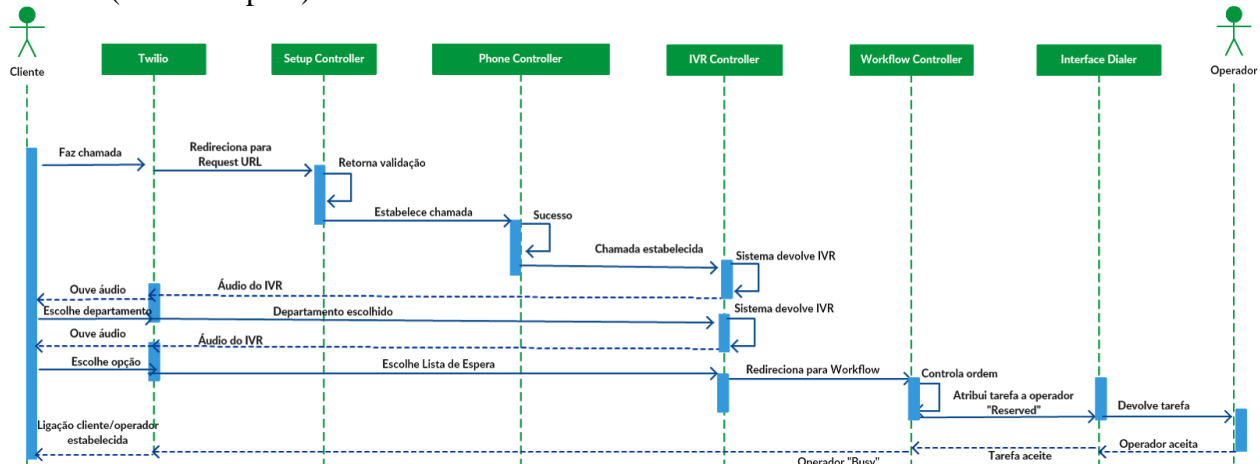 Cliente
Twilio
Setup Controller
Phone Controller
IVR Controller
Workflow Controller
Interface Dialer
Operador
Faz chamada
Redireciona para
Request URL
Retorna validação
Estabelece chamada
Sucesso
Chamada estabelecida
Sistema devolve IVR
Ouve áudio
Áudio do IVR
Escolhe departamento
Departamento escolhido
Sistema devolve IVR
Ouve áudio
Áudio do IVR
Escolhe opção
Escolhe Lista de Espera
Redireciona para Workflow
Controla ordem
Atribui tarefa a operador
"Reserved"
Devolve tarefa
Ligação cliente/operador
estabelecida
Operador aceita
Tarefa aceite
Operador "Busy"